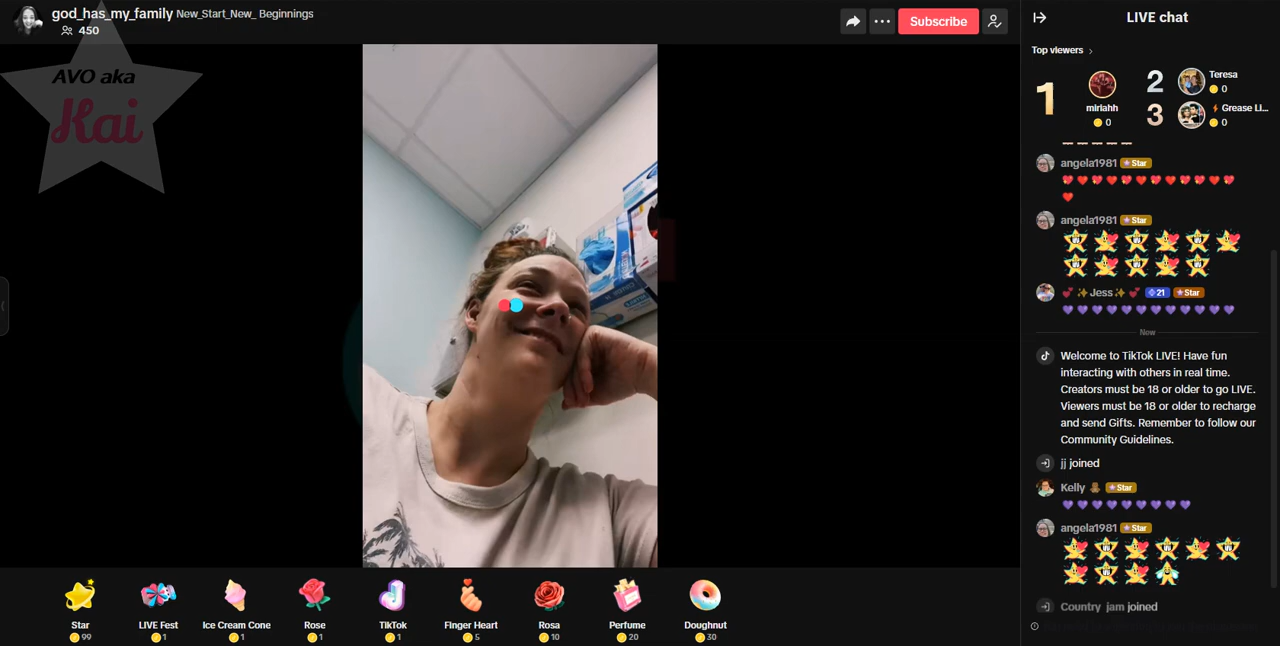 god_has_my_family New_Start_New_ Beginnings
450
Subscribe
AVO aka
Kai
LIVE chat
Top viewers
1
miriahh
0
2
Teresa
0
3
Grease Li...
0
angela1981 Star
angela1981 Star
Jess 21 Star
Now
Welcome to TikTok LIVE! Have fun
interacting with others in real time.
Creators must be 18 or older to go LIVE.
Viewers must be 18 or older to recharge
and send Gifts. Remember to follow our
Community Guidelines.
jj joined
Kelly Star
angela1981 Star
Country jam joined
Star
99
LIVE Fest
1
Ice Cream Cone
1
Rose
1
TikTok
1
Finger Heart
5
Rosa
10
Perfume
20
Doughnut
30